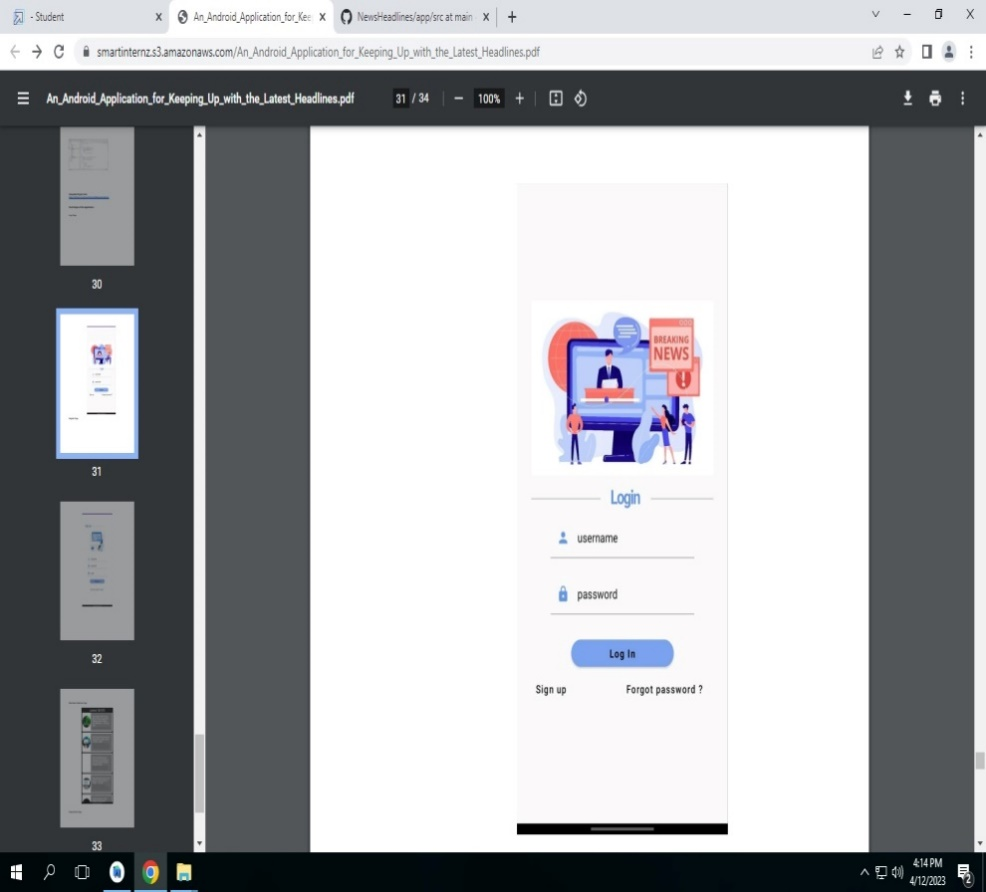 - Student
An_Android_Application_for_Kee
NewsHeadlines/app/src at main
smartinternz.s3.amazonaws.com/An_Android_Application_for_Keeping_Up_with_the_Latest_Headlines.pdf
An_Android_Application_for_Keeping_Up_with_the_Latest_Headlines.pdf
31 / 34
100%
30
31
32
33
BREAKING
NEWS
Login
username
password
Log In
Sign up
Forgot password ?
4:14 PM
4/12/2023
2